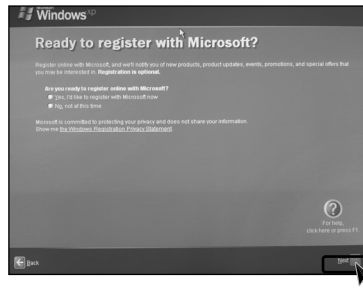 Windows xp
Ready to register with Microsoft?
Register online with Microsoft, and we'll notify you of new products, product updates, events, promotions, and special offers that
you may be interested in. Registration is optional.
Are you ready to register online with Microsoft?
Yes, I'd like to register with Microsoft now
No, not at this time
Microsoft is committed to protecting your privacy and does not share your information.
Show me the Windows Registration Privacy Statement.
For help,
click here or press F1
Back
Next